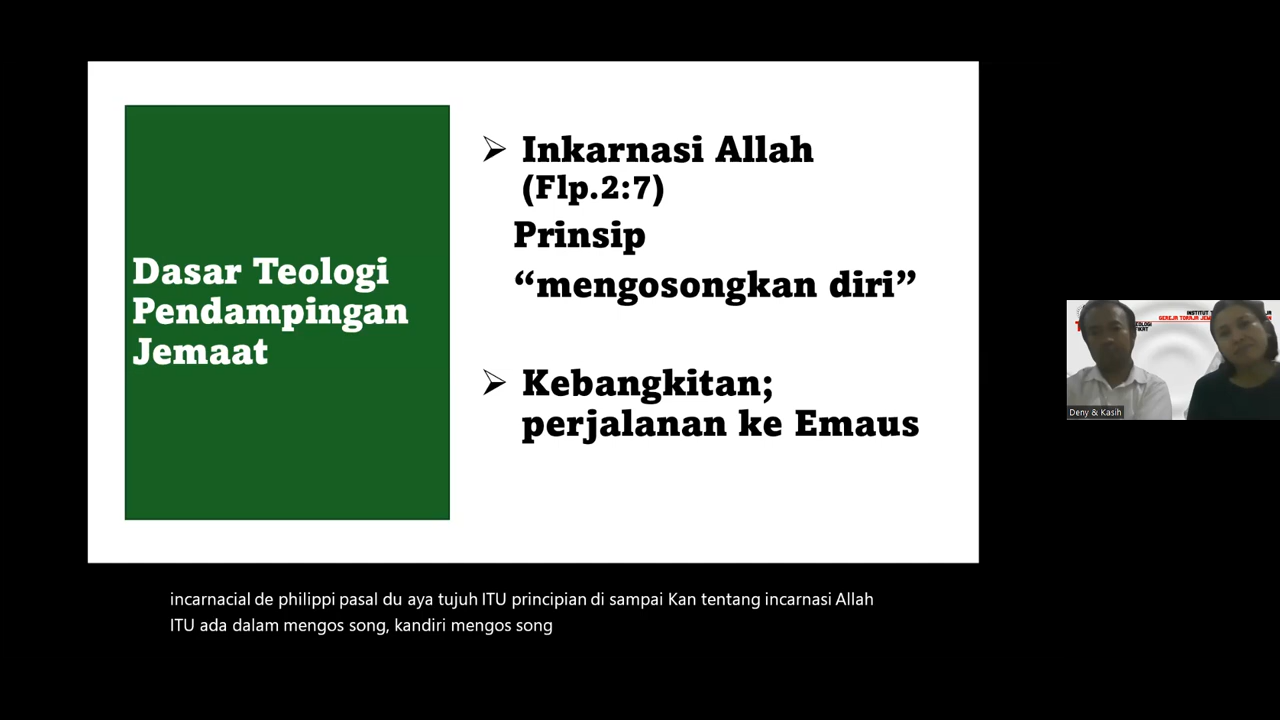 Dasar Teologi
Pendampingan
Jemaat
➢ Inkarnasi Allah
(Flp.2:7)
Prinsip
“mengosongkan diri”
➢ Kebangkitan;
perjalanan ke Emaus
INSTITUT
Deny & Kasih
incarnacial de philippi pasal du aya tujuh ITU principian di sampai Kan tentang incarnasi Allah
ITU ada dalam mengos song, kandiri mengos song